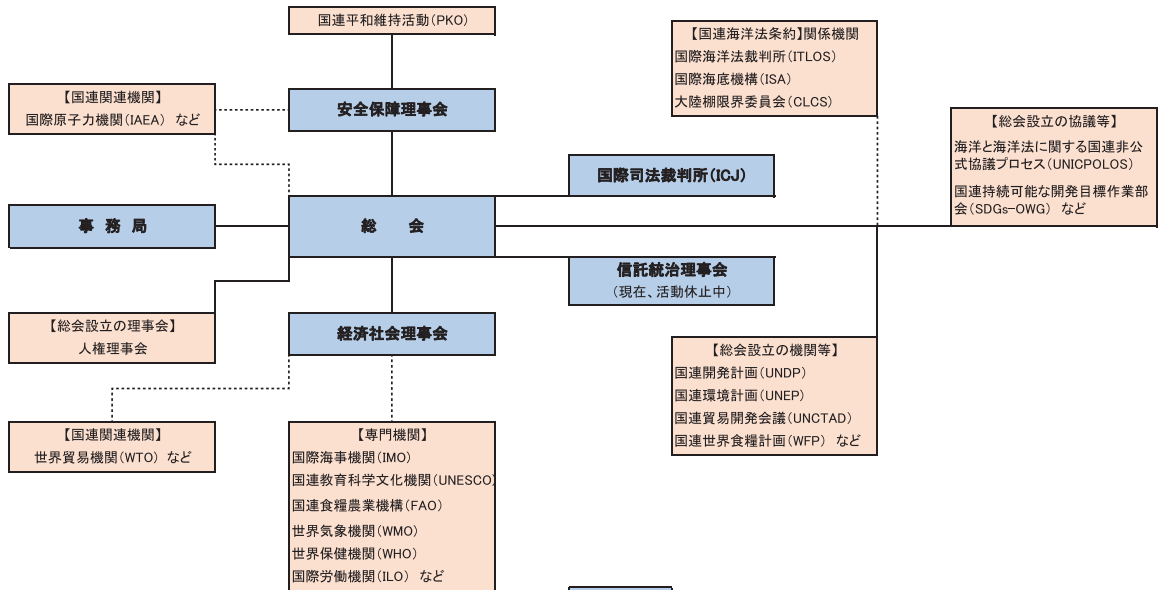 国連平和維持活動(PKO)
【国連海洋法条約】関係機関
国際海洋法裁判所(ITLOS)
国際海底機構(ISA)
大陸棚限界委員会(CLCS)
【国連関連機関】
国際原子力機関(IAEA) など
安全保障理事会
【総会設立の協議等】
海洋と海洋法に関する国連非公
式協議プロセス(UNICPOLOS)
国連持続可能な開発目標作業部
会(SDGs-OWG) など
国際司法裁判所(ICJ)
事 務 局
総 会
信託統治理事会
(現在、活動休止中)
【総会設立の理事会】
人権理事会
経済社会理事会
【総会設立の機関等】
国連開発計画(UNDP)
国連環境計画(UNEP)
国連貿易開発会議(UNCTAD)
国連世界食糧計画(WFP) など
【国連関連機関】
世界貿易機関(WTO) など
【専門機関】
国際海事機関(IMO)
国連教育科学文化機関(UNESCO)
国連食糧農業機構(FAO)
世界気象機関(WMO)
世界保健機関(WHO)
国際労働機関(ILO) など